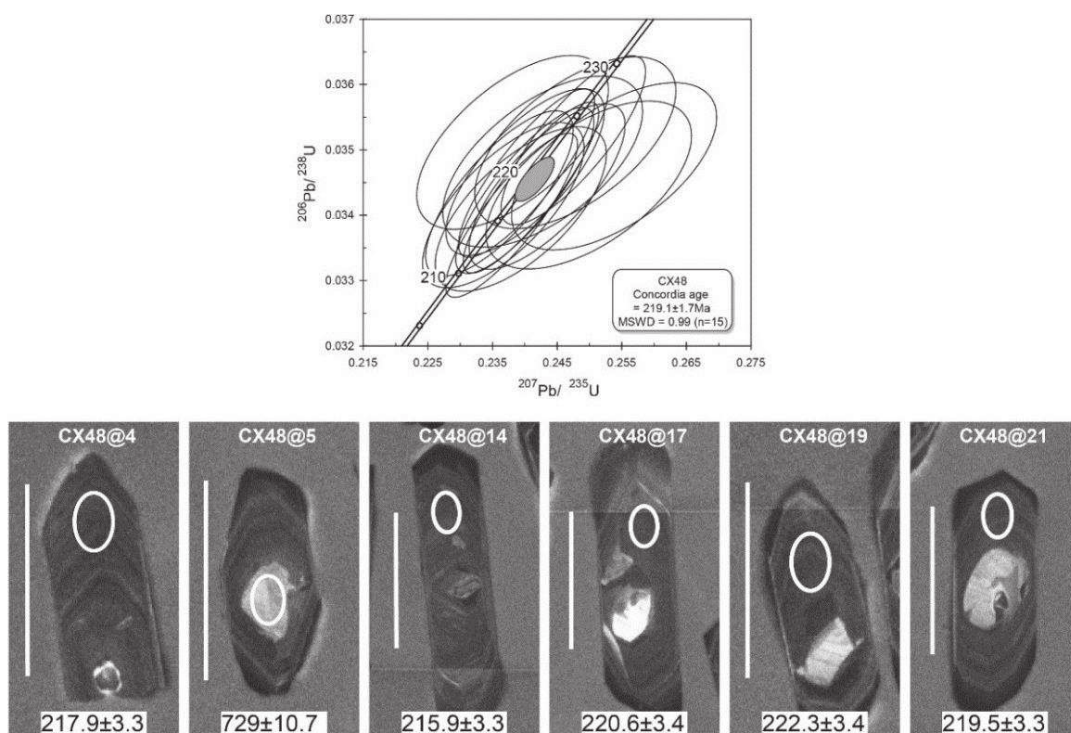 0.037
0.036
0.035
0.034
0.033
0.032
206Pb/ 238U
230
220
210
CX48
Concordia age
= 219.1±1.7Ma
MSWD = 0.99 (n=15)
0.215 0.225 0.235 0.245 0.255 0.265 0.275
207Pb/ 235U
CX48@4 CX48@5 CX48@14 CX48@17 CX48@19 CX48@21
217.9±3.3 729±10.7 215.9±3.3 220.6±3.4 222.3±3.4 219.5±3.3